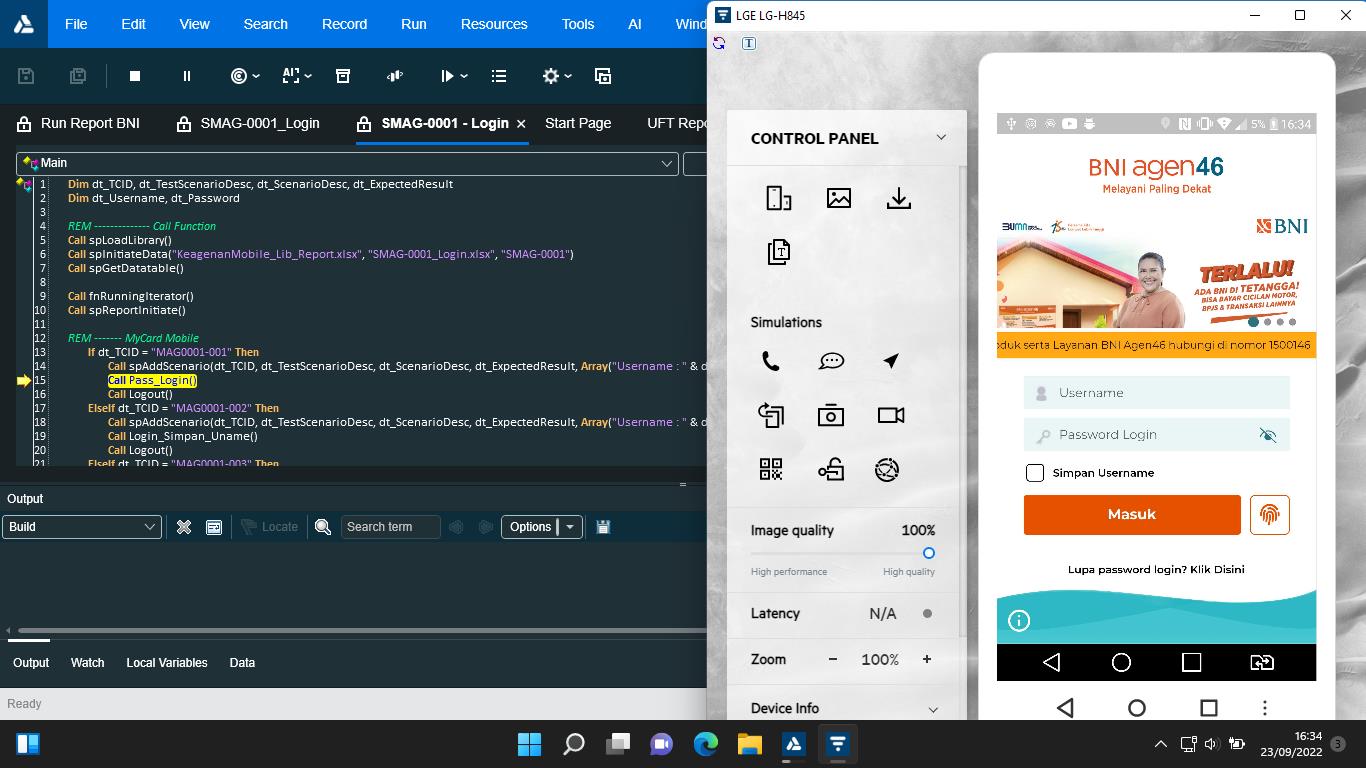 File Edit View Search Record Run Resources Tools AI Wind
Run Report BNI SMAG-0001_Login SMAG-0001 - Login × Start Page UFT Repo
Main
1 Dim dt_TCID, dt_TestScenarioDesc, dt_ScenarioDesc, dt_ExpectedResult
2 Dim dt_Username, dt_Password
3
4 REM -------------- Call Function
5 Call spLoadLibrary()
6 Call spInitiateData("KeagenanMobile_Lib_Report.xlsx", "SMAG-0001_Login.xlsx", "SMAG-0001")
7 Call spGetDatatable()
8
9 Call fnRunningIterator()
10 Call spReportInitiate()
11
12 REM ------- MyCard Mobile
13 If dt_TCID = "MAG0001-001" Then
14 Call spAddScenario(dt_TCID, dt_TestScenarioDesc, dt_ScenarioDesc, dt_ExpectedResult, Array("Username : " & d
15 Call Pass_Login()
16 Call Logout()
17 ElseIf dt_TCID = "MAG0001-002" Then
18 Call spAddScenario(dt_TCID, dt_TestScenarioDesc, dt_ScenarioDesc, dt_ExpectedResult, Array("Username : " & d
19 Call Login_Simpan_Uname()
20 Call Logout()
21 ElseIf dt_TCID = "MAG0001-003" Then
Output
Build
Locate
Search term
Options
Output Watch Local Variables Data
Ready
LGE LG-H845
T
CONTROL PANEL
Simulations
Image quality 100%
High performance High quality
Latency N/A
Zoom − 100% +
Device Info
5% 16:34
BNI agen46
Melayani Paling Dekat
BUMN
BNI
TERLALU!
ADA BNI DI TETANGGA!
BISA BAYAR CICILAN MOTOR,
BPJS & TRANSAKSI LAINNYA
oduk serta Layanan BNI Agen46 hubungi di nomor 1500146
Username
Password Login
Simpan Username
Masuk
Lupa password login? Klik Disini
16:34
23/09/2022
3